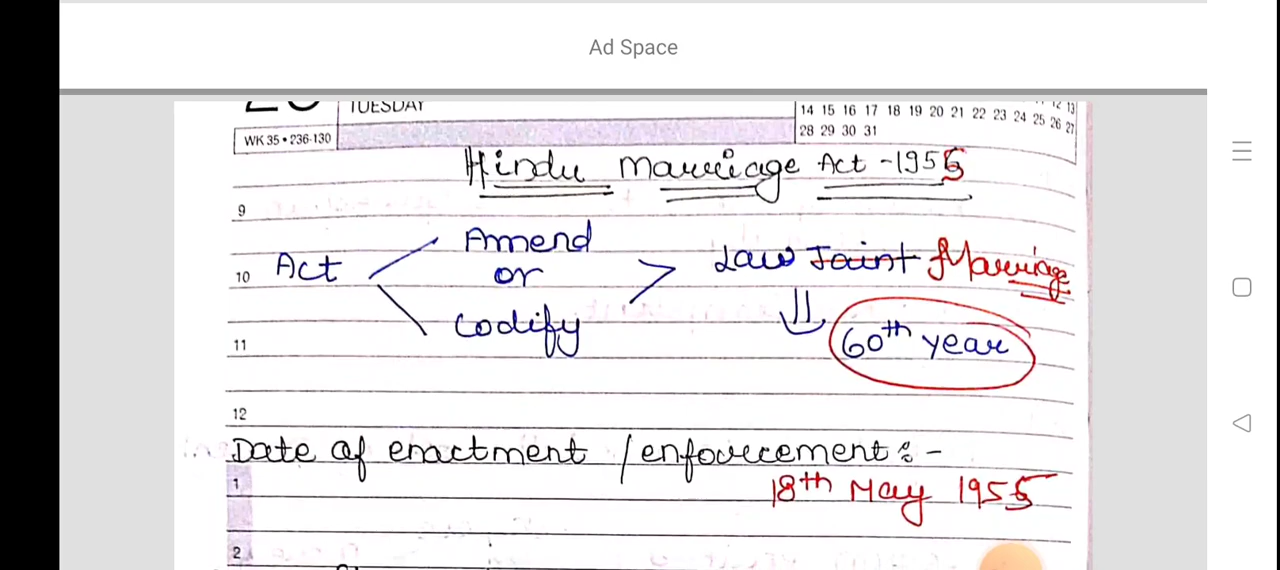 Ad Space
TUESDAY
WK 35 • 236-130
14 15 16 17 18 19 20 21 22 23 24 25 26 27
28 29 30 31
Hindu Marriage Act - 1955
9
Amend
10 Act or Law Joint Marriage
codify
11 60th year
12
Date of enactment / enforcement :-
1
18th May 1955
2